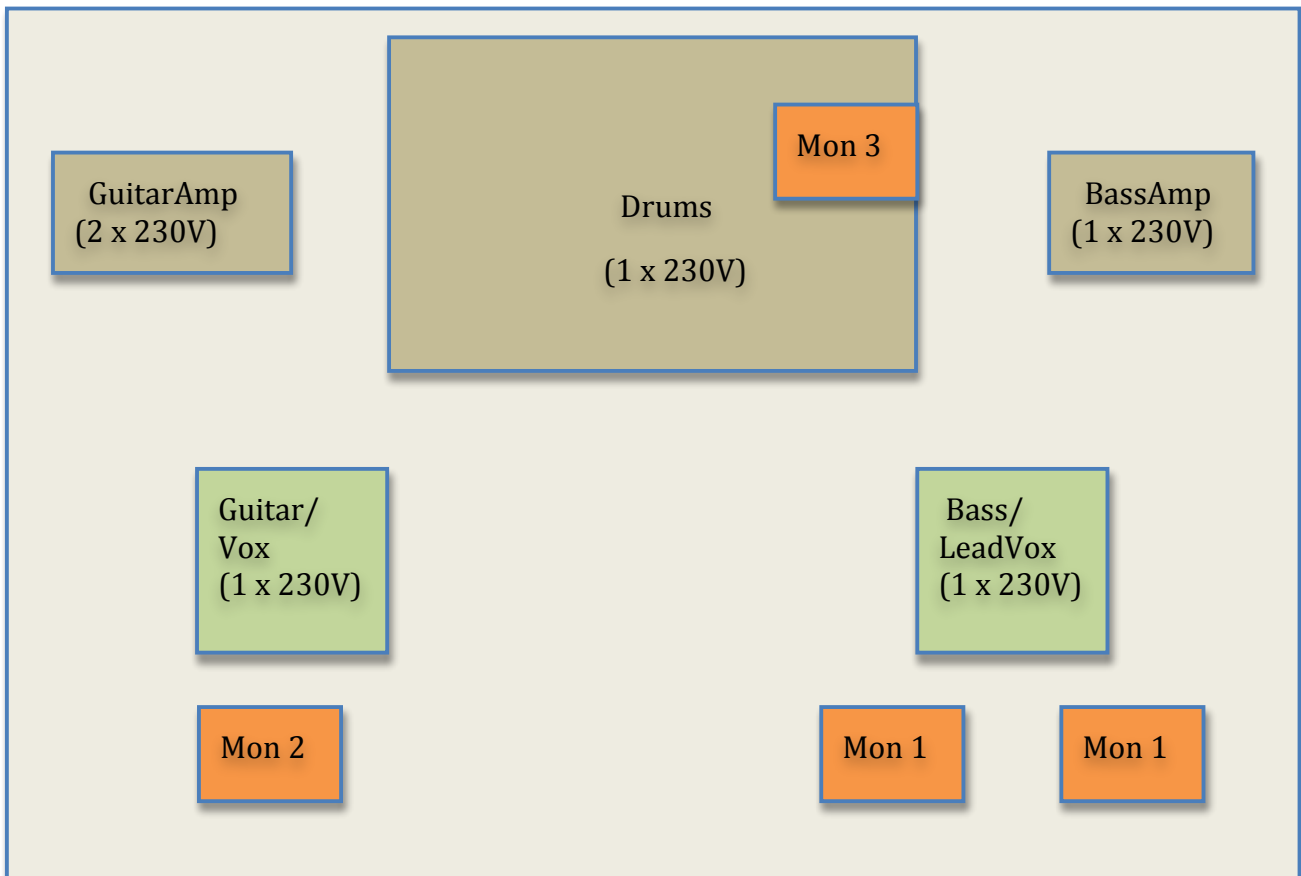 Mon 3
GuitarAmp
(2 x 230V)
Drums
(1 x 230V)
BassAmp
(1 x 230V)
Guitar/
Vox
(1 x 230V)
Bass/
LeadVox
(1 x 230V)
Mon 2
Mon 1
Mon 1